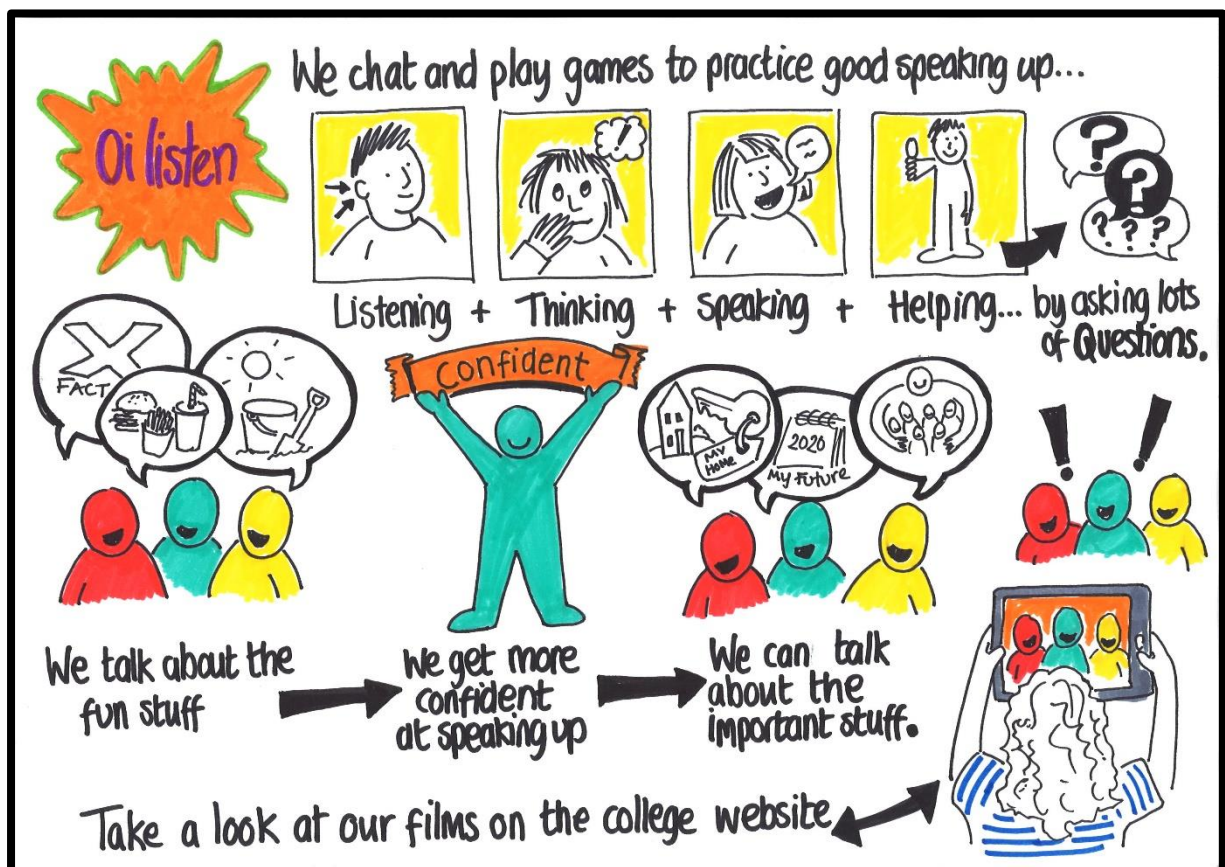 Oi listen
We chat and play games to practice good speaking up...
!
?
?
? ? ?
Listening + Thinking + Speaking + Helping...
by asking lots
of Questions.
X
FACT
Confident
MY
HOME
2020
My Future
! !
We talk about the
fun stuff
We get more
confident
at speaking up
We can talk
about the
important stuff.
Take a look at our films on the college website